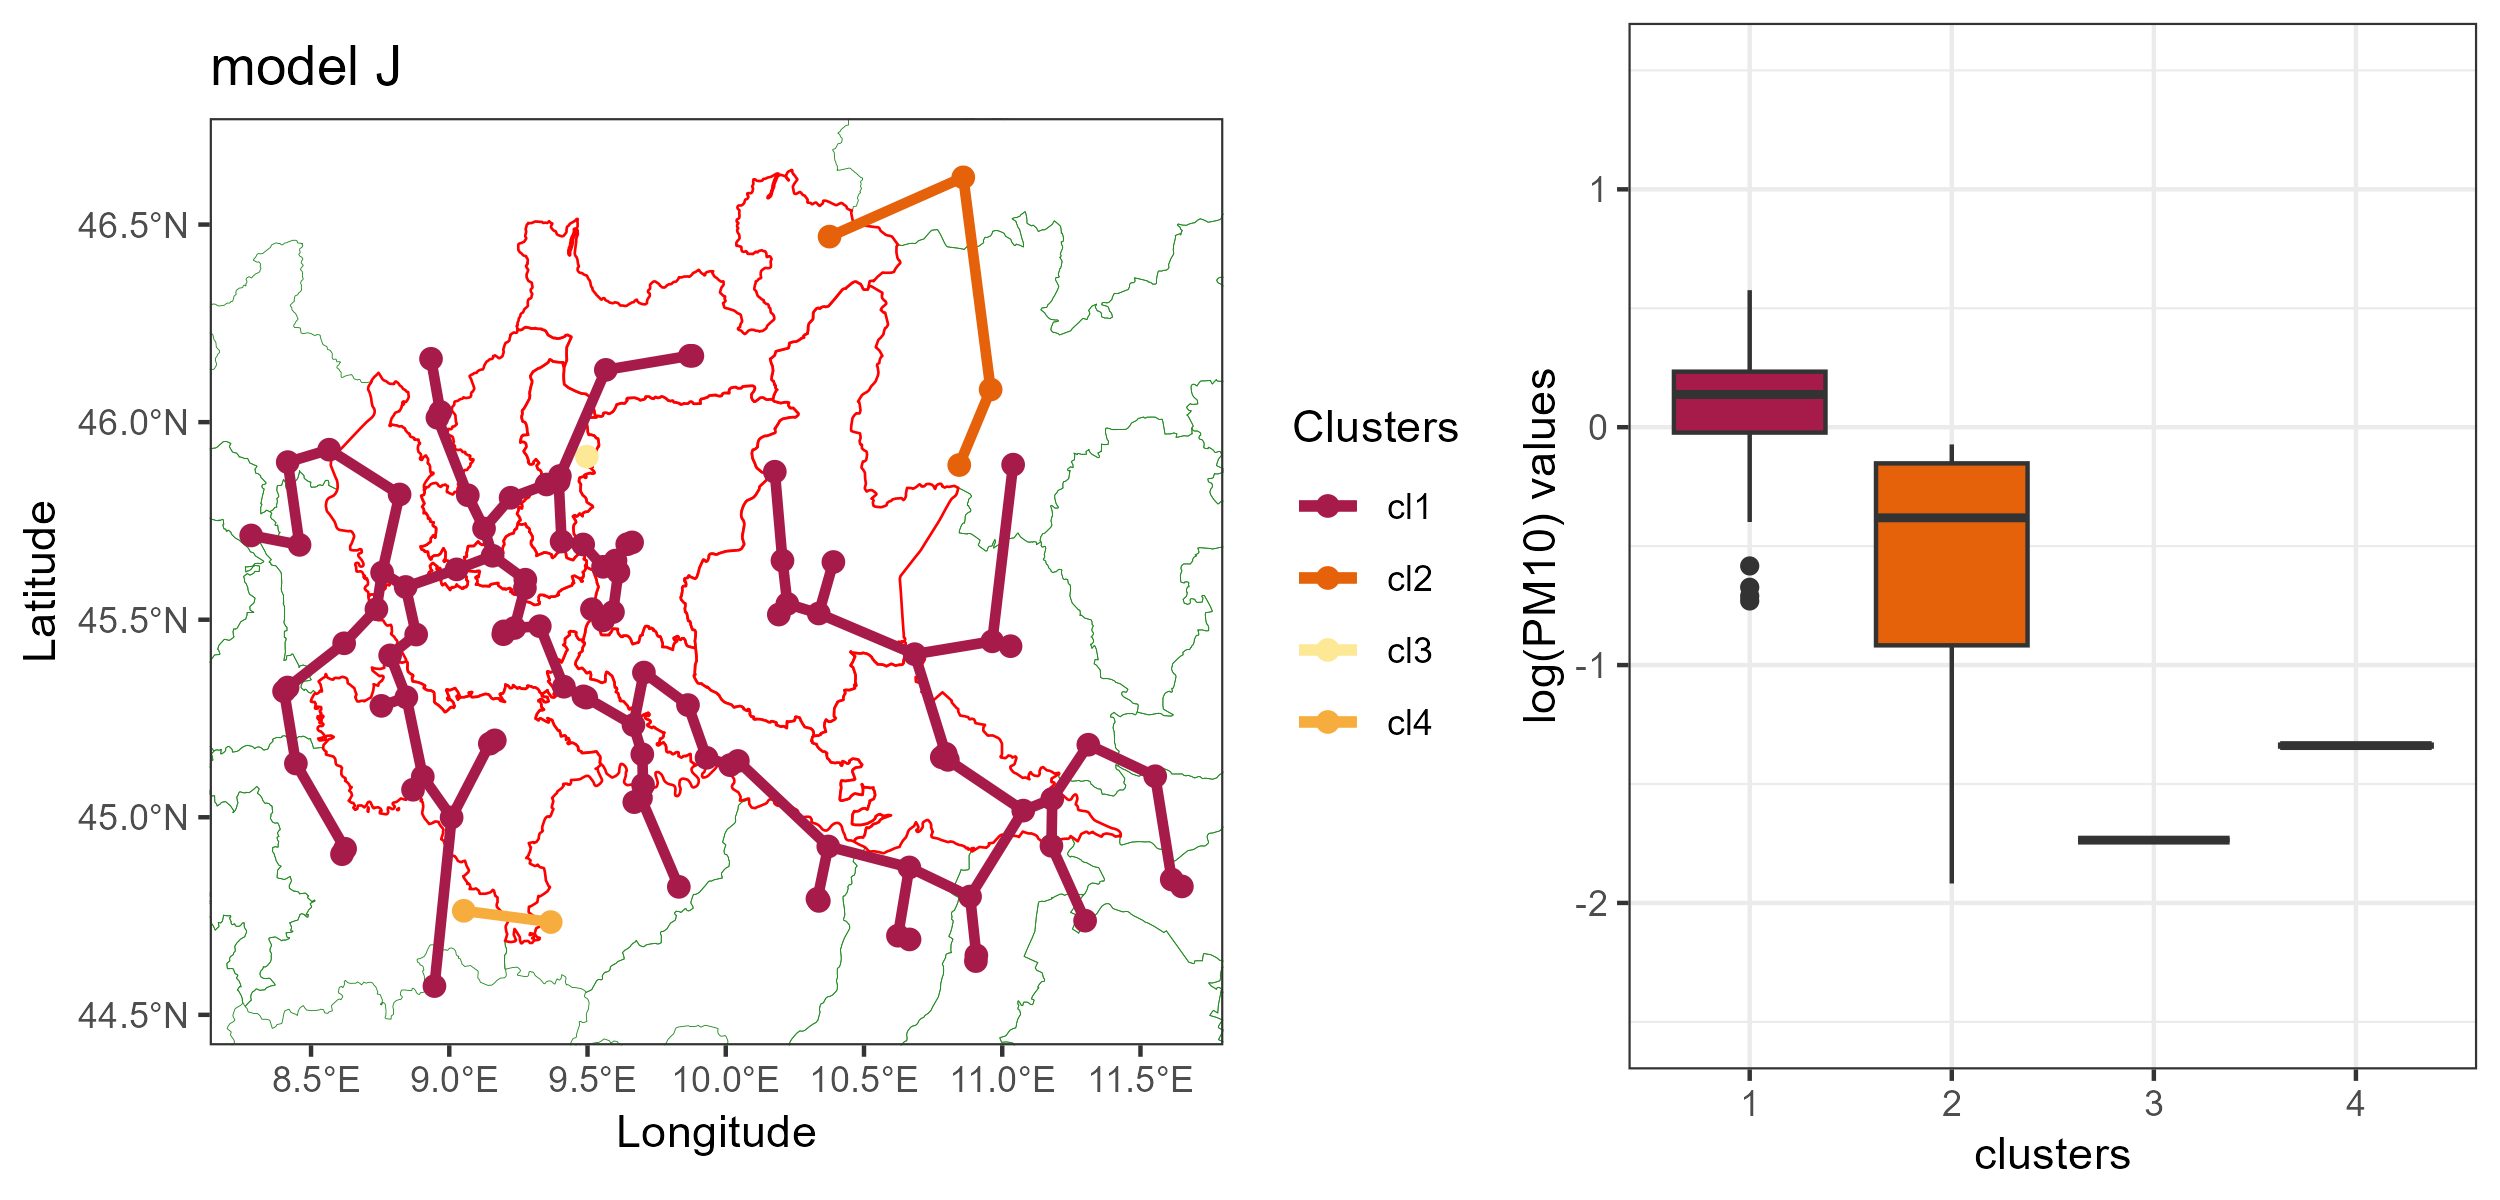 model J
46.5°N
46.0°N
45.5°N
45.0°N
44.5°N
Latitude
8.5°E 9.0°E 9.5°E 10.0°E 10.5°E 11.0°E 11.5°E
Longitude
Clusters
cl1
cl2
cl3
cl4
1
0
-1
-2
log(PM10) values
1 2 3 4
clusters